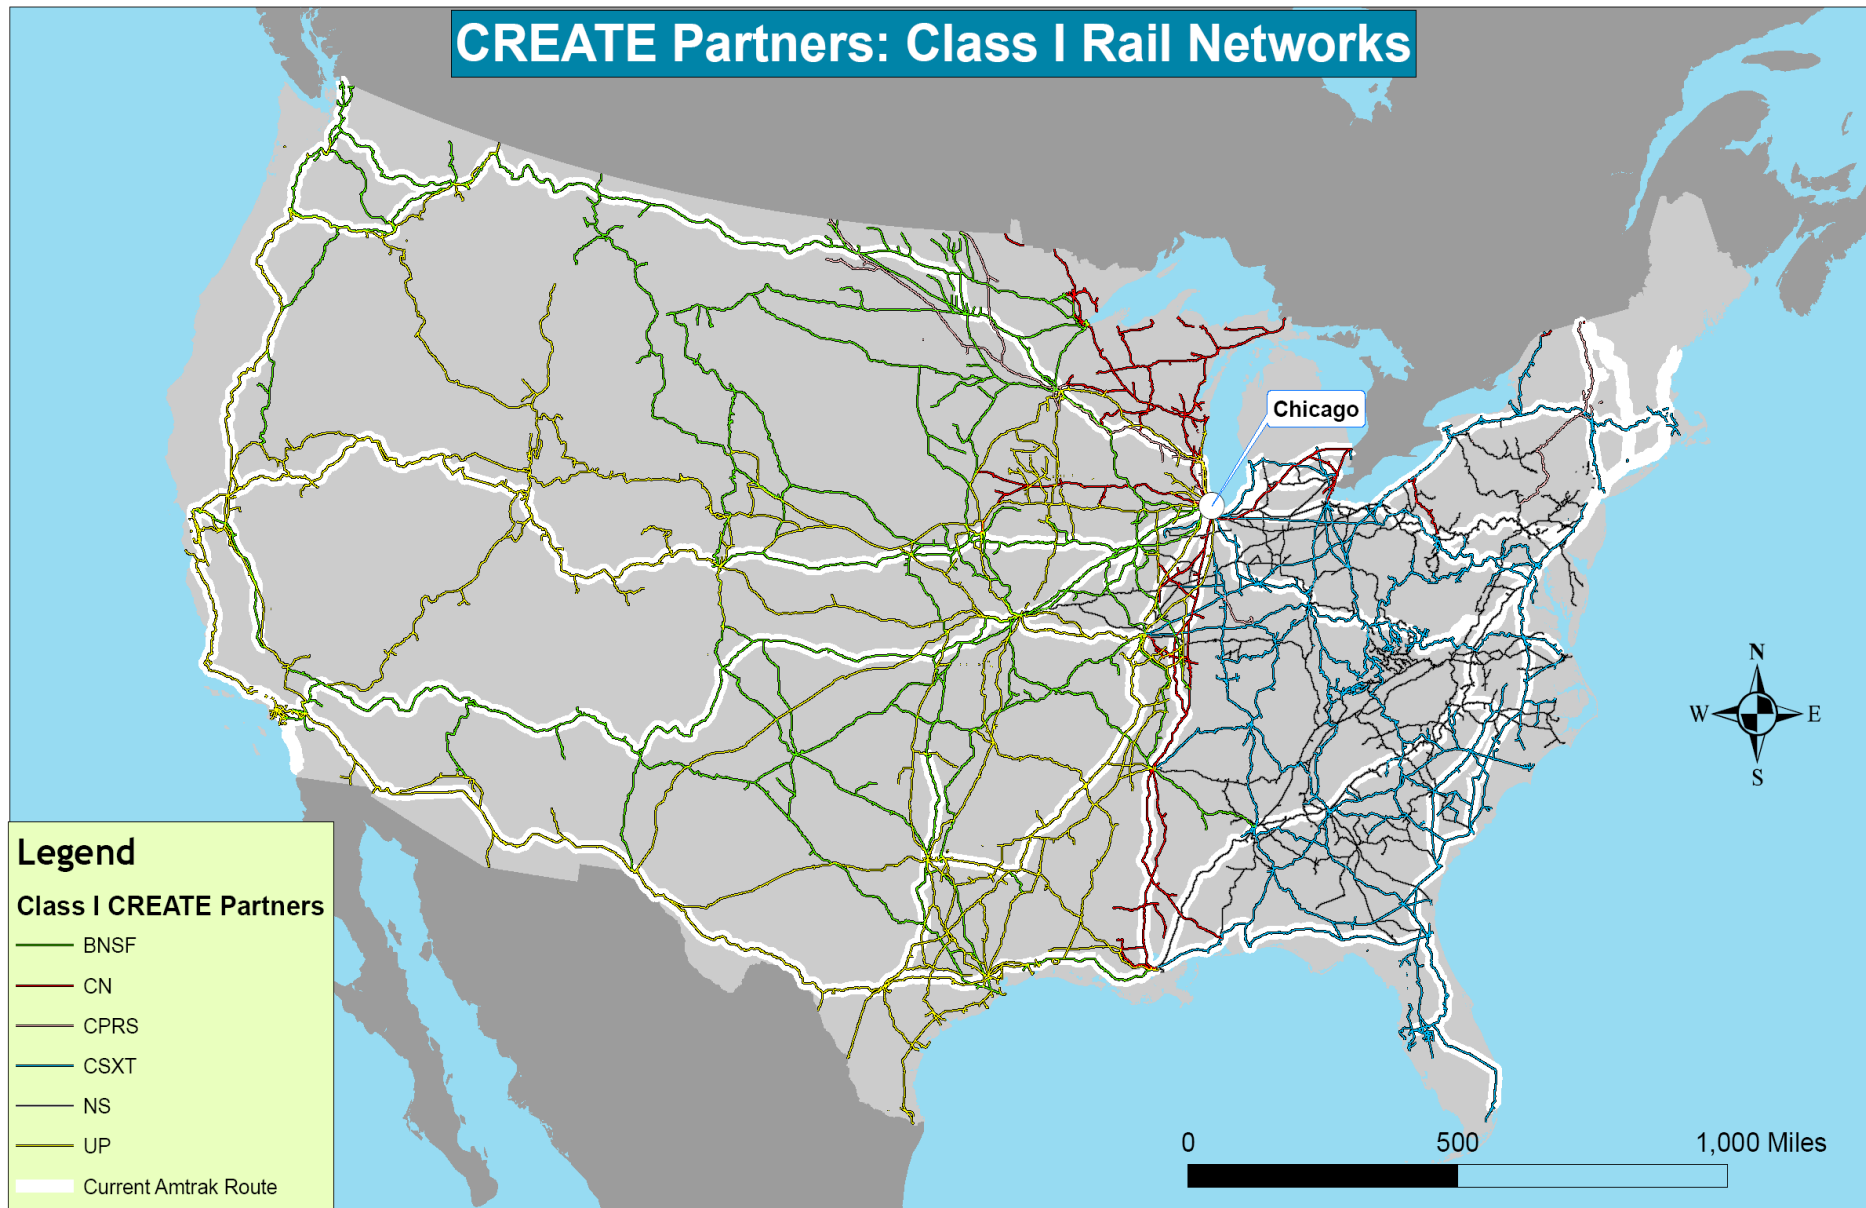 CREATE Partners: Class I Rail Networks
Chicago
N
W E
S
Legend
Class I CREATE Partners
BNSF
CN
CPRS
CSXT
NS
UP
Current Amtrak Route
0 500 1,000 Miles